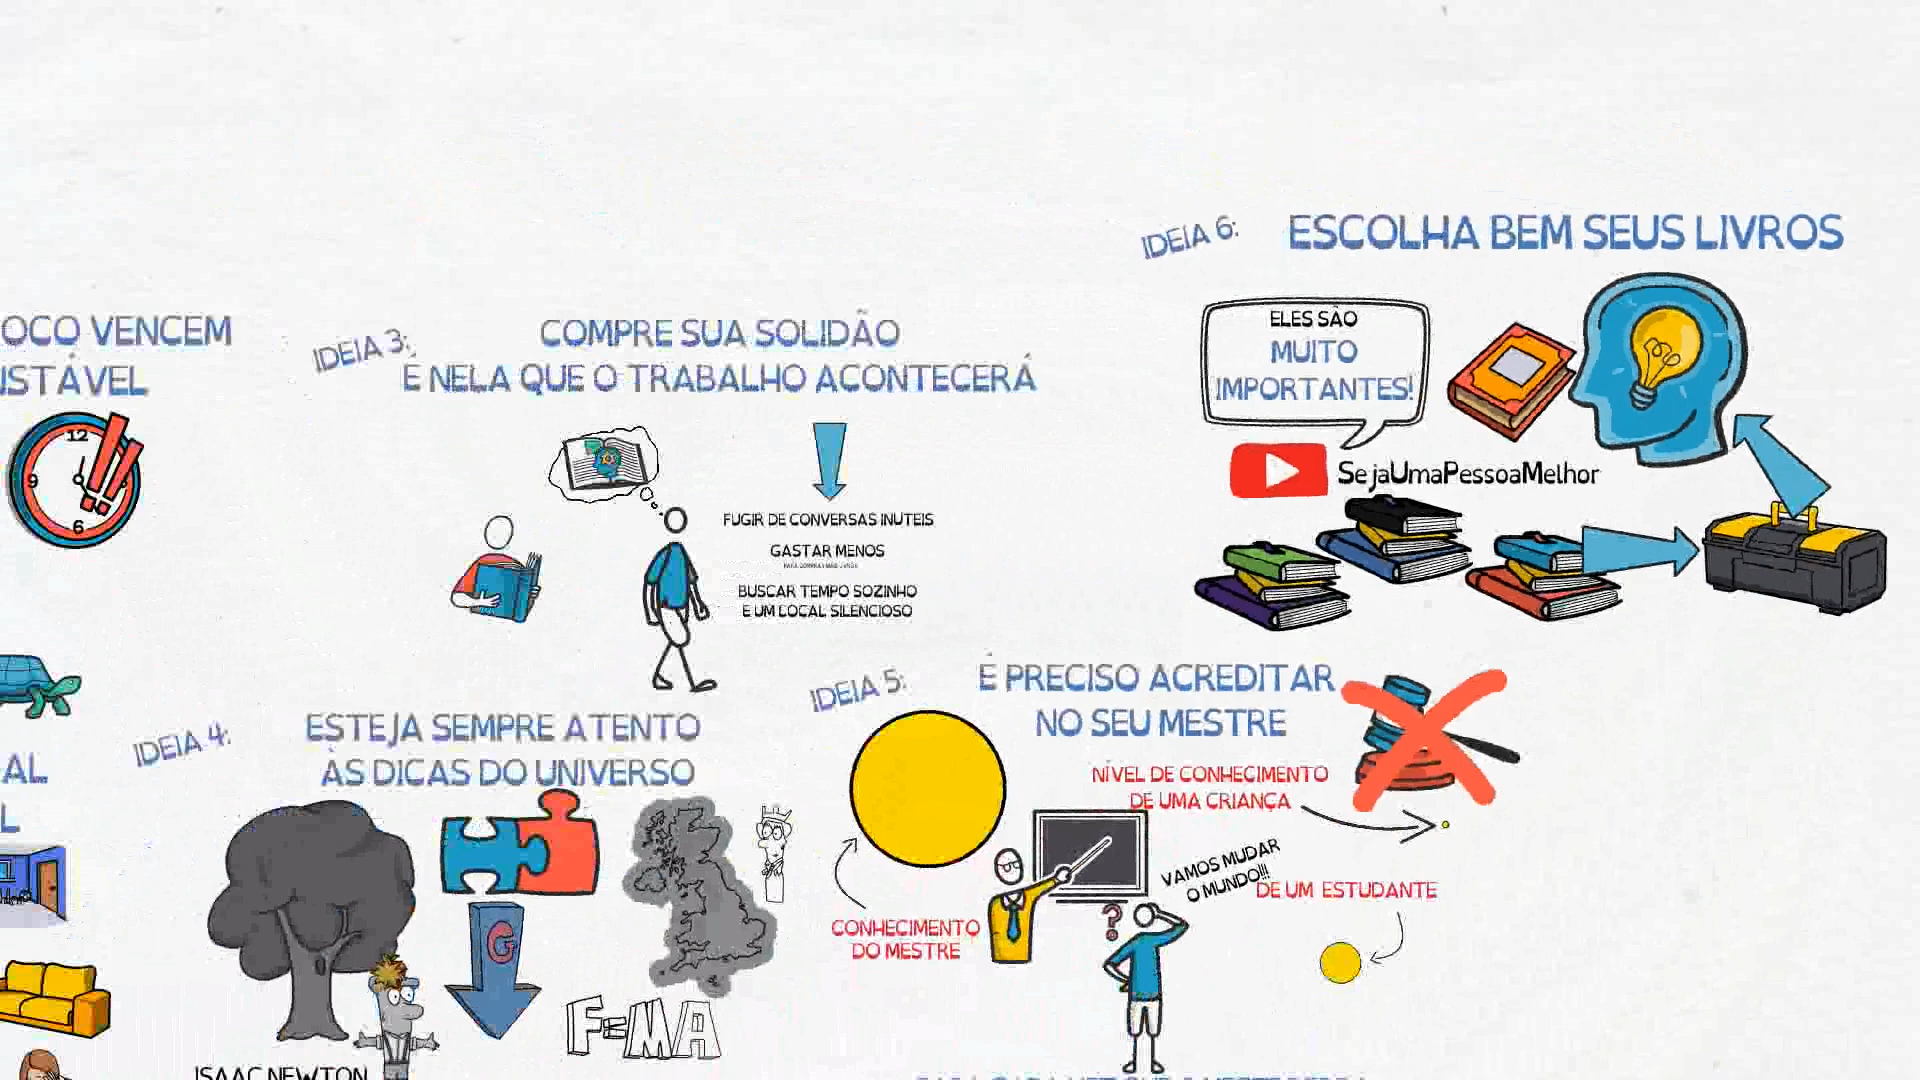 OCO VENCEM
12
9
6
AL
IDEIA 3:
COMPRE SUA SOLIDÃO
É NELA QUE O TRABALHO ACONTECERÁ
FUGIR DE CONVERSAS INUTEIS
GASTAR MENOS
BUSCAR TEMPO SOZINHO
E UM LOCAL SILENCIOSO
IDEIA 4:
ESTEJA SEMPRE ATENTO
ÀS DICAS DO UNIVERSO
G
F=MA
ISAAC NEWTON
IDEIA 5:
É PRECISO ACREDITAR
NO SEU MESTRE
NÍVEL DE CONHECIMENTO
DE UMA CRIANÇA
VAMOS MUDAR
O MUNDO!!!
DE UM ESTUDANTE
CONHECIMENTO
DO MESTRE
?
IDEIA 6:
ESCOLHA BEM SEUS LIVROS
ELES SÃO
MUITO
IMPORTANTES!
SejaUmaPessoaMelhor